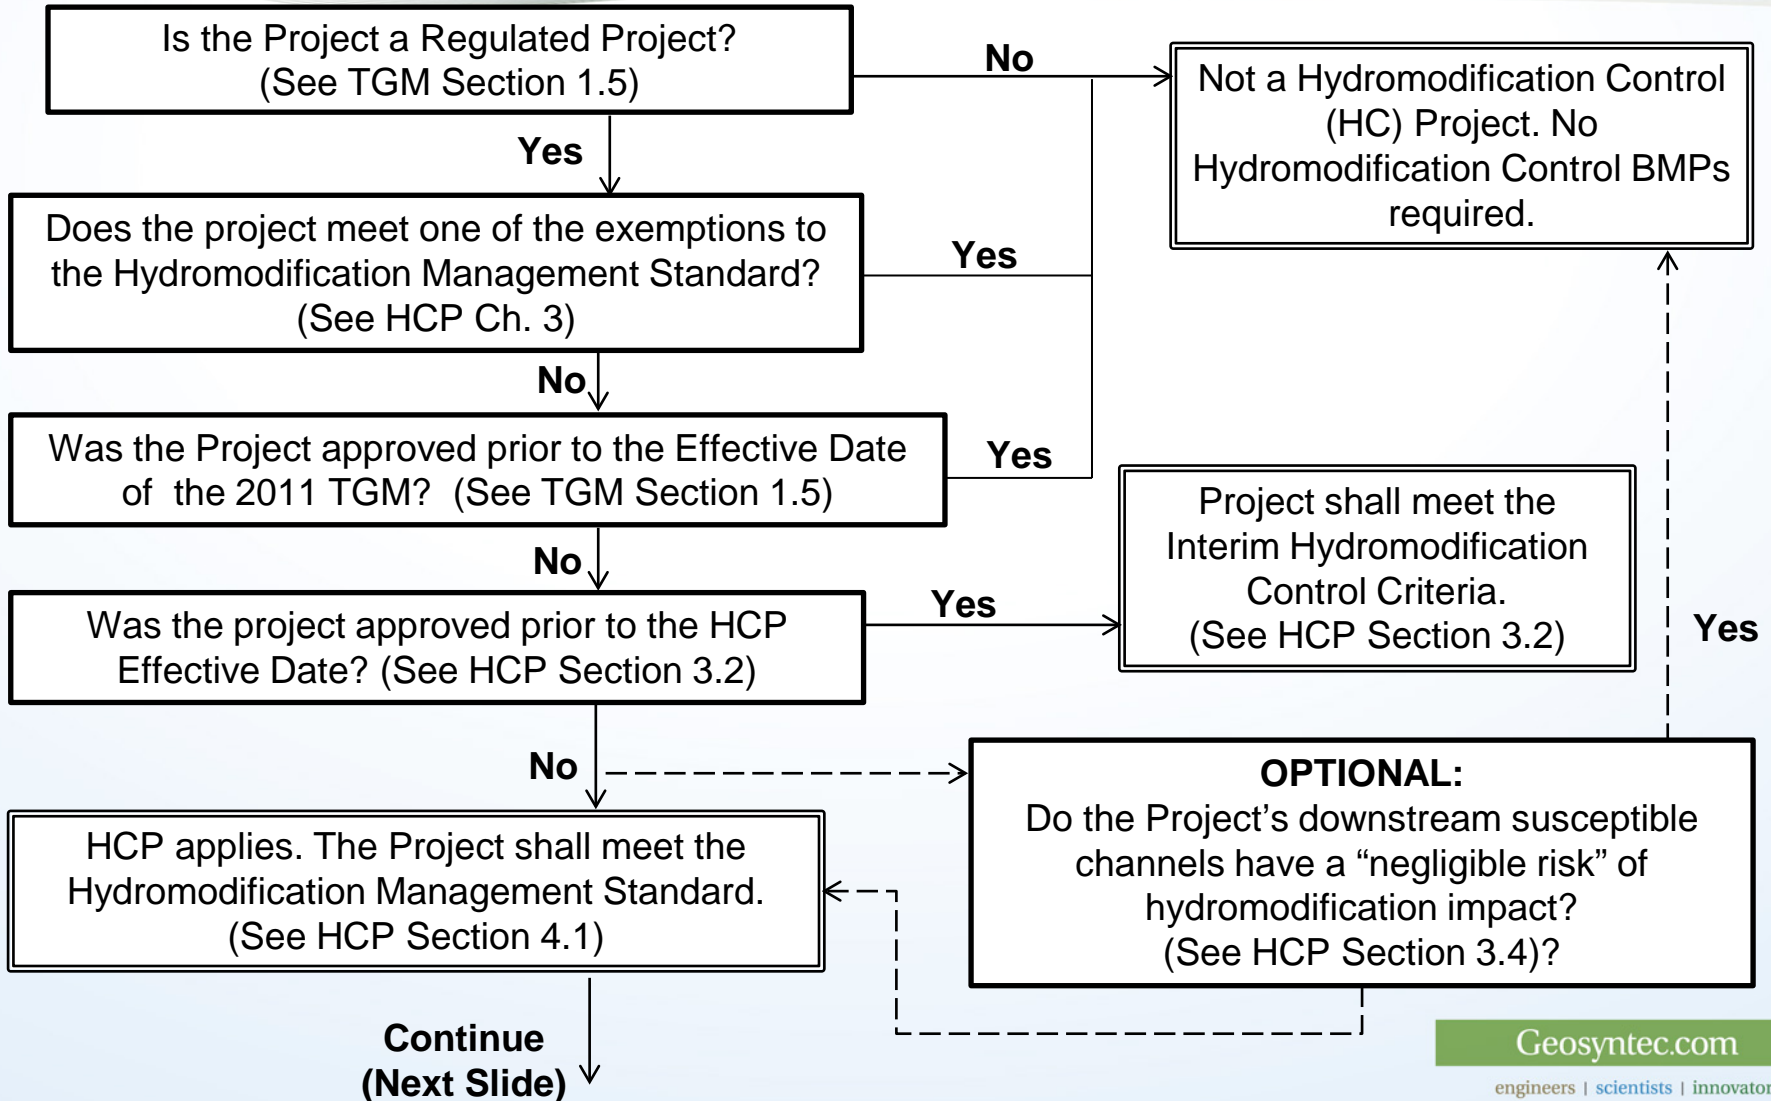 Is the Project a Regulated Project?
(See TGM Section 1.5)
No
Not a Hydromodification Control
(HC) Project. No
Hydromodification Control BMPs
required.
Yes
Does the project meet one of the exemptions to
the Hydromodification Management Standard?
(See HCP Ch. 3)
Yes
No
Was the Project approved prior to the Effective Date
of the 2011 TGM? (See TGM Section 1.5)
Yes
Project shall meet the
Interim Hydromodification
Control Criteria.
(See HCP Section 3.2)
No
Was the project approved prior to the HCP
Effective Date? (See HCP Section 3.2)
Yes
Yes
No
OPTIONAL:
Do the Project’s downstream susceptible
channels have a “negligible risk” of
hydromodification impact?
(See HCP Section 3.4)?
HCP applies. The Project shall meet the
Hydromodification Management Standard.
(See HCP Section 4.1)
Continue
(Next Slide)
Geosyntec.com
engineers | scientists | innovator